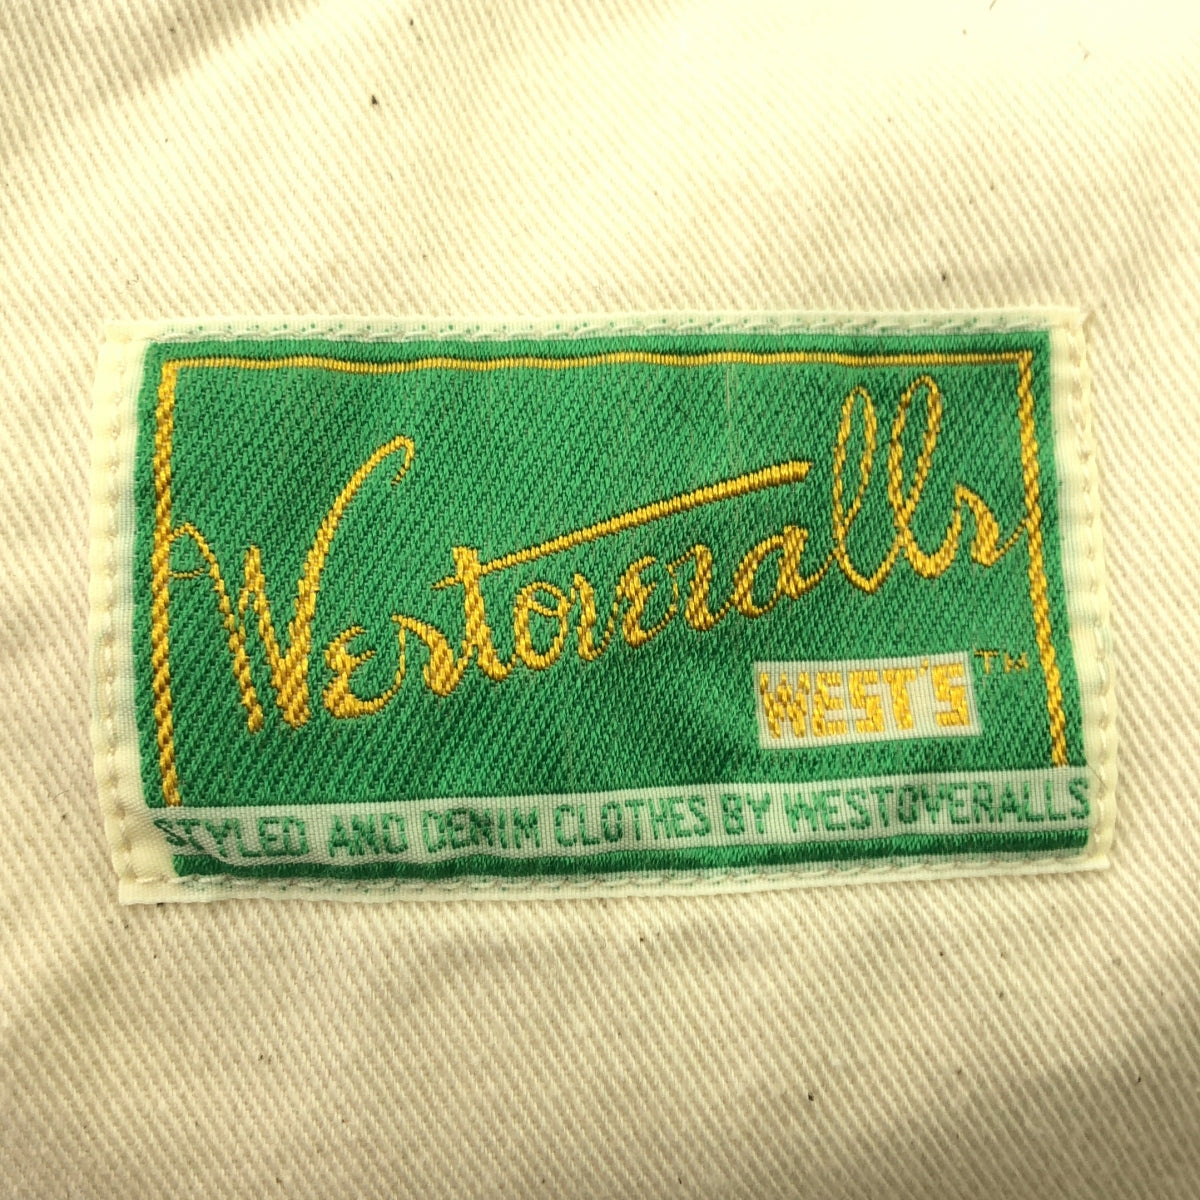 Westoveralls
WEST'S™
STYLED AND DENIM CLOTHES BY WESTOVERALLS